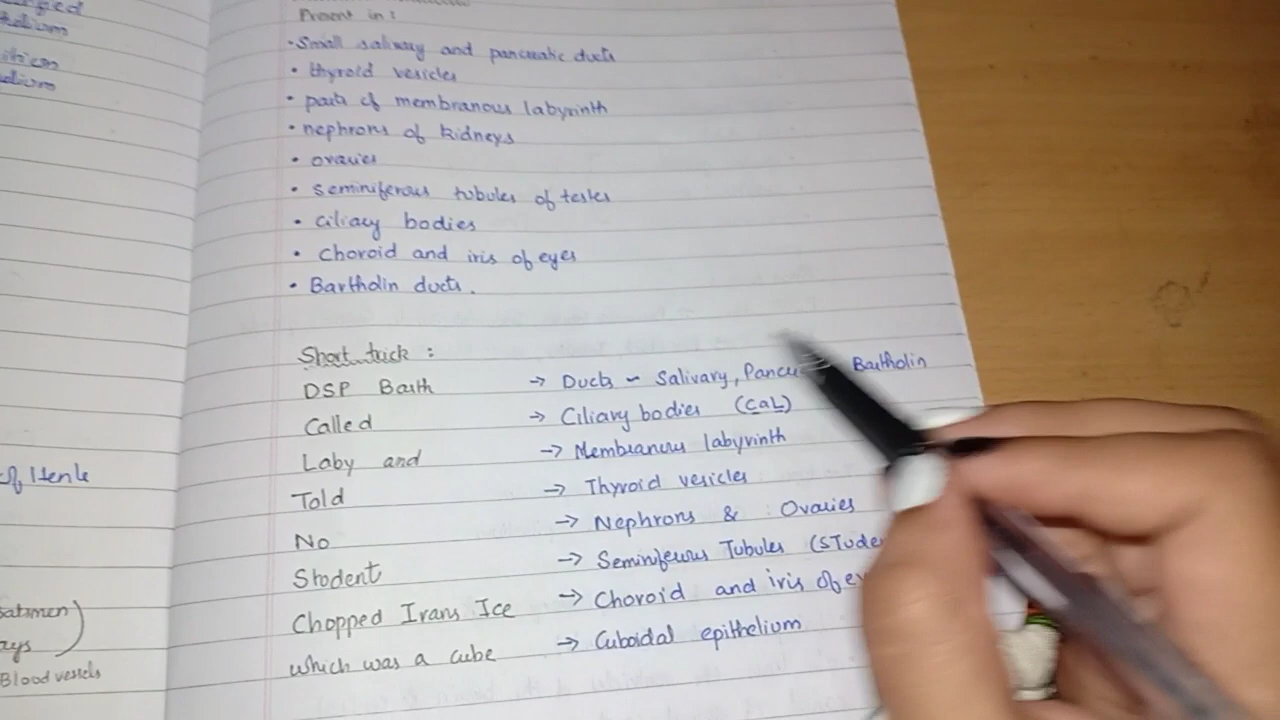 Present in :
• Small salivary and pancreatic ducts
• thyroid vesicles
• parts of membranous labyrinth
• nephrons of kidneys
• ovaries
• seminiferous tubules of testes
• ciliary bodies
• Choroid and iris of eyes
• Bartholin ducts.
of Henle
Blood vessels
Short trick :
DSP Barth → Ducts - Salivary, Bartholin
Called → Ciliary bodies (CaL)
Laby and → Membranous labyrinth
Told → Thyroid vesicles
No → Nephrons & Ovaries
Student → Seminiferous Tubules (STude
Chopped Irans Ice → Choroid and iris of
which was a cube → Cuboidal epithelium